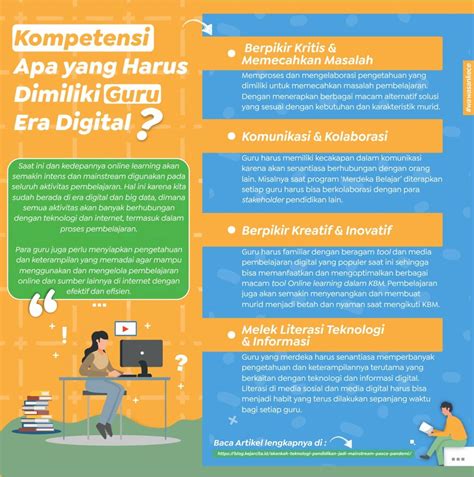 Kompetensi
Apa yang Harus
Dimiliki Guru
Era Digital ?
Saat ini dan kedepannya online learning akan
semakin intens dan mainstream digunakan pada
seluruh aktivitas pembelajaran. Hal ini karena kita
sudah berada di era digital dan big data, dimana
semua aktivitas akan banyak berhubungan
dengan teknologi dan internet, termasuk dalam
proses pembelajaran.
Para guru juga perlu menyiapkan pengetahuan
dan keterampilan yang memadai agar mampu
menggunakan dan mengelola pembelajaran
online dan sumber lainnya di internet dengan
efektif dan efisien.
Berpikir Kritis &
Memecahkan Masalah
Memproses dan mengelaborasi pengetahuan yang
dimiliki untuk memecahkan masalah pembelajaran.
Dengan menerapkan berbagai macam alternatif solusi
yang sesuai dengan kebutuhan dan karakteristik murid.
Komunikasi & Kolaborasi
Guru harus memiliki kecakapan dalam komunikasi
karena akan senantiasa berhubungan dengan orang
lain. Misalnya saat program 'Merdeka Belajar' diterapkan
setiap guru harus bisa berkolaborasi dengan para
stakeholder pendidikan lain.
Berpikir Kreatif & Inovatif
Guru harus familiar dengan beragam tool dan media
pembelajaran digital yang populer saat ini sehingga
bisa memanfaatkan dan mengoptimalkan berbagai
macam tool Online learning dalam KBM. Pembelajaran
juga akan semakin menyenangkan dan membuat
murid menjadi betah dan nyaman saat mengikuti KBM.
Melek Literasi Teknologi
& Informasi
Guru yang merdeka harus senantiasa memperbanyak
pengetahuan dan keterampilannya terutama yang
berkaitan dengan teknologi dan informasi digital.
Literasi di media sosial dan media digital harus bisa
menjadi habit yang terus dilakukan sepanjang waktu
bagi setiap guru.
Baca Artikel lengkapnya di :